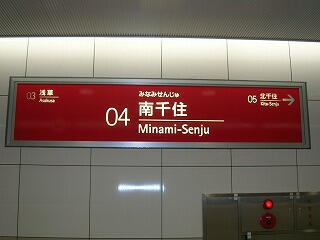 03 浅草
Asakusa
みなみせんじゅ
04 南千住
Minami-Senju
05 北千住
Kita-Senju